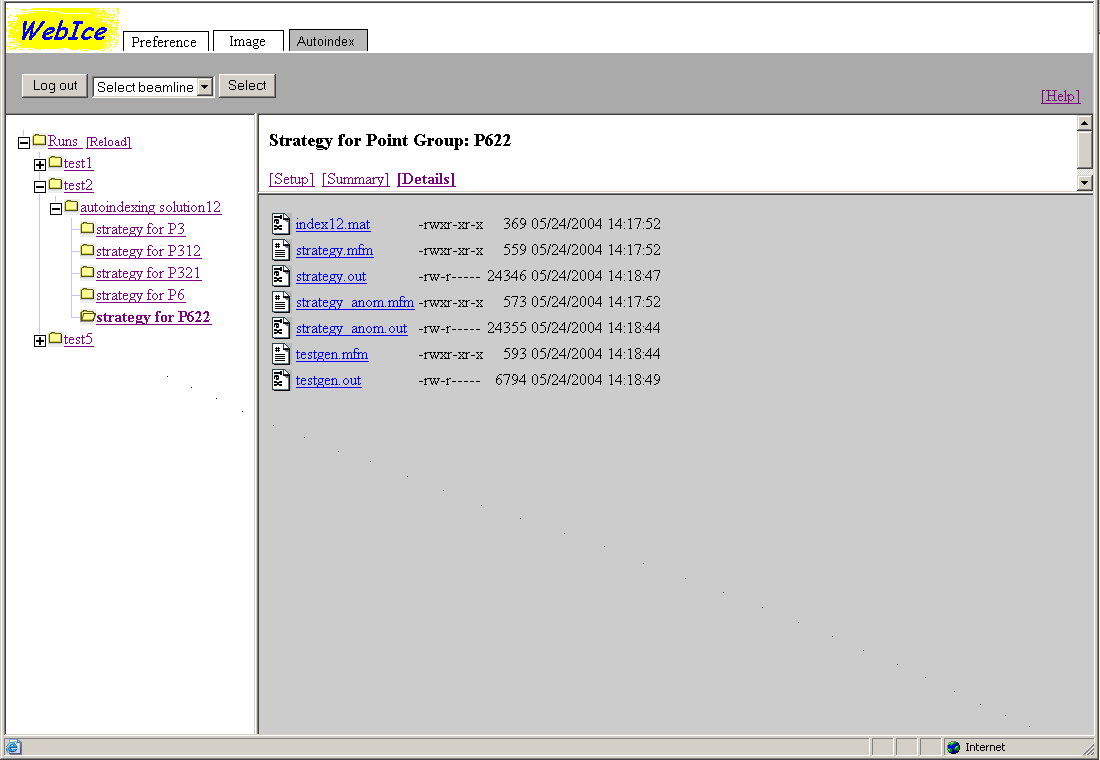 WebIce
Preference Image Autoindex
Log out Select beamline Select
[Help]
Runs [Reload]
test1
test2
autoindexing solution12
strategy for P3
strategy for P312
strategy for P321
strategy for P6
strategy for P622
test5
Strategy for Point Group: P622
[Setup] [Summary] [Details]
index12.mat -rwxr-xr-x 369 05/24/2004 14:17:52
strategy.mfm -rwxr-xr-x 559 05/24/2004 14:17:52
strategy.out -rw-r----- 24346 05/24/2004 14:18:47
strategy_anom.mfm -rwxr-xr-x 573 05/24/2004 14:17:52
strategy_anom.out -rw-r----- 24355 05/24/2004 14:18:44
testgen.mfm -rwxr-xr-x 593 05/24/2004 14:18:44
testgen.out -rw-r----- 6794 05/24/2004 14:18:49
Internet